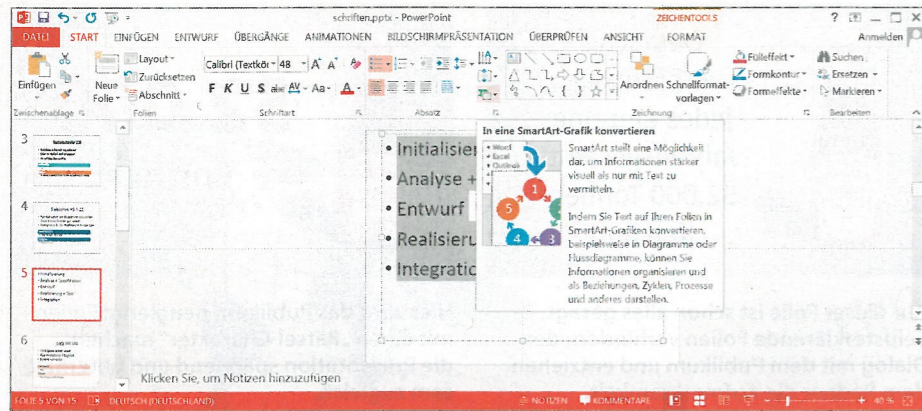 schriften.pptx - PowerPoint
ZEICHENTOOLS
DATEI START EINFÜGEN ENTWURF ÜBERGÄNGE ANIMATIONEN BILDSCHIRMPRÄSENTATION ÜBERPRÜFEN ANSICHT FORMAT Anmelden
Einfügen
Neue
Folie
Layout
Zurücksetzen
Abschnitt
Calibri (Textkör 48
F K U S abc AV Aa A
Anordnen Schnellformat-
vorlagen
Fülleffekt
Formkontur
Formeffekte
Suchen
Ersetzen
Markieren
Zwischenablage Folien Schriftart Absatz Zeichnung Bearbeiten
3
4
5
6
• Initialisier
• Analyse +
• Entwurf
• Realisieru
• Integratio
In eine SmartArt-Grafik konvertieren
• Word
• Excel
• Outlook
1
5
4
3
SmartArt stellt eine Möglichkeit
dar, um Informationen stärker
visuell als nur mit Text zu
vermitteln.
Indem Sie Text auf Ihren Folien in
SmartArt-Grafiken konvertieren,
beispielsweise in Diagramme oder
Flussdiagramme, können Sie
Informationen organisieren und
als Beziehungen, Zyklen, Prozesse
und anderes darstellen.
Klicken Sie, um Notizen hinzuzufügen
FOLIE 5 VON 15 DEUTSCH (DEUTSCHLAND) NOTIZEN KOMMENTARE 40 %